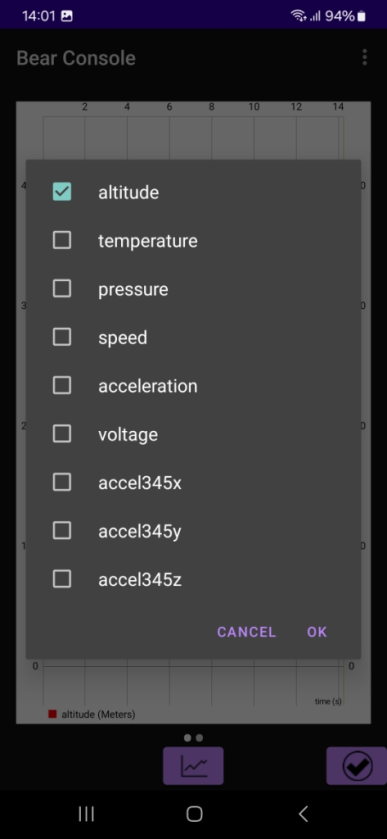 14:01 94%
Bear Console
2 4 6 8 10 12 14
altitude
temperature
pressure
speed
acceleration
voltage
accel345x
accel345y
accel345z
CANCEL OK
0 0
time (s)
altitude (Meters)